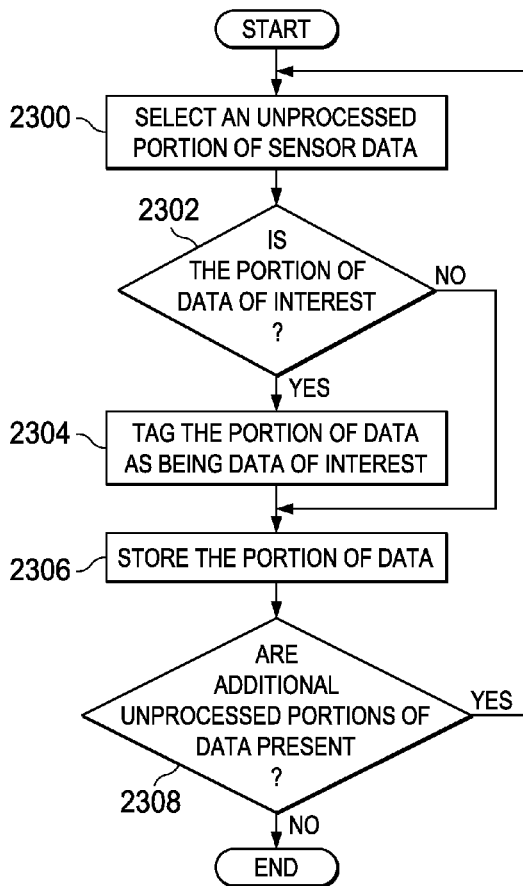 START
2300
SELECT AN UNPROCESSED
PORTION OF SENSOR DATA
2302
IS
THE PORTION OF
DATA OF INTEREST
?
NO
YES
2304
TAG THE PORTION OF DATA
AS BEING DATA OF INTEREST
2306
STORE THE PORTION OF DATA
ARE
ADDITIONAL
UNPROCESSED PORTIONS OF
DATA PRESENT
?
YES
2308
NO
END